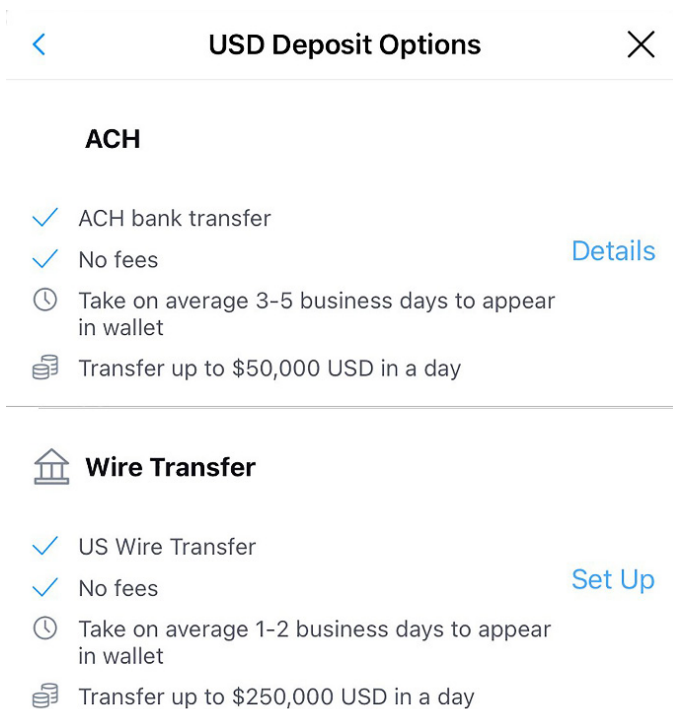 USD Deposit Options
ACH
ACH bank transfer
No fees
Details
Take on average 3-5 business days to appear
in wallet
Transfer up to $50,000 USD in a day
Wire Transfer
US Wire Transfer
No fees
Set Up
Take on average 1-2 business days to appear
in wallet
Transfer up to $250,000 USD in a day